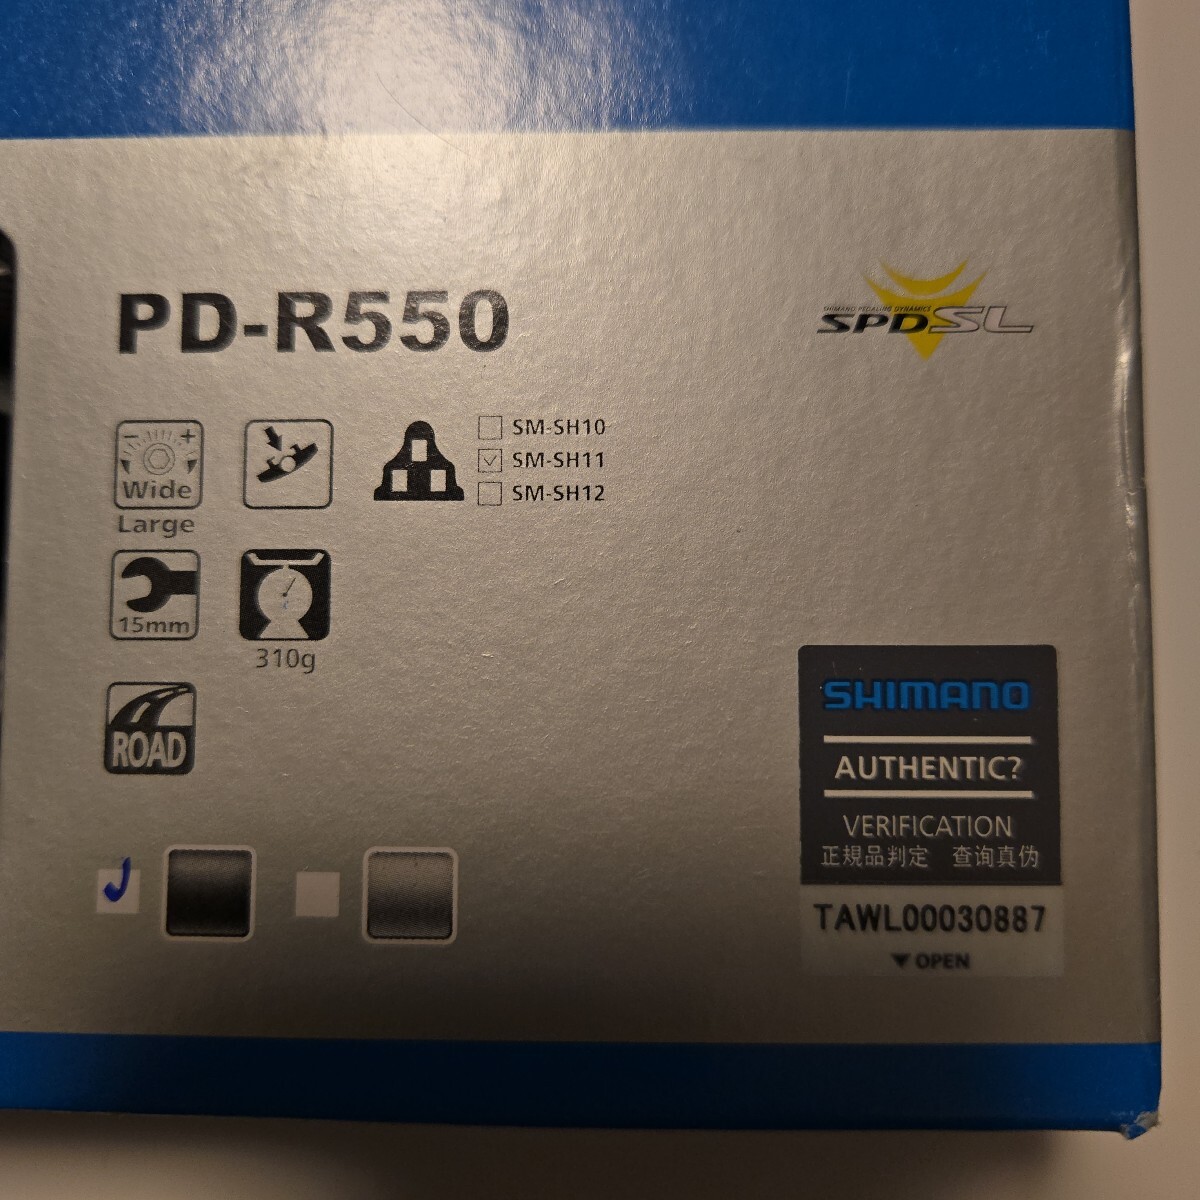 PD-R550
SHIMANO PEDALING DYNAMICS
SPD SL
- +
Wide
Large
SM-SH10
SM-SH11
SM-SH12
15mm
310g
ROAD
SHIMANO
AUTHENTIC?
VERIFICATION
正規品判定 查询真伪
TAWL00030887
▼OPEN